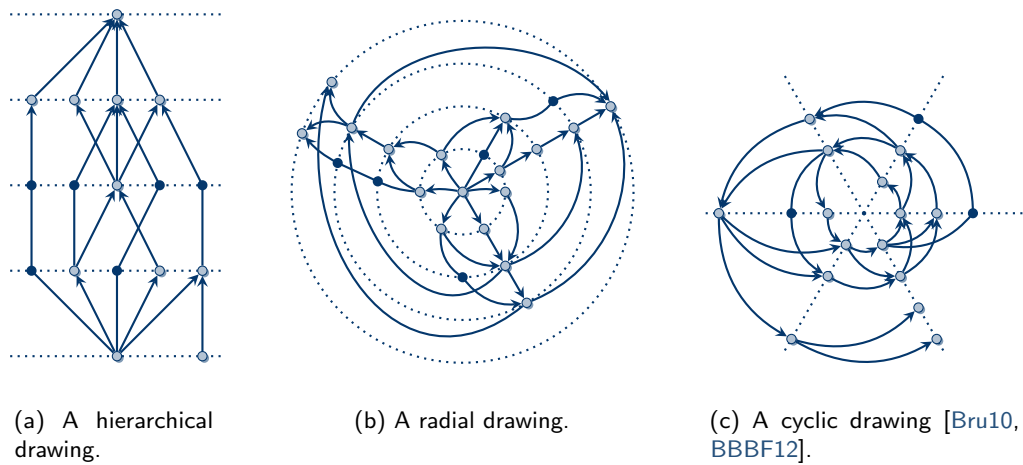 (a) A hierarchical
drawing.
(b) A radial drawing.
(c) A cyclic drawing [Bru10,
BBBF12].